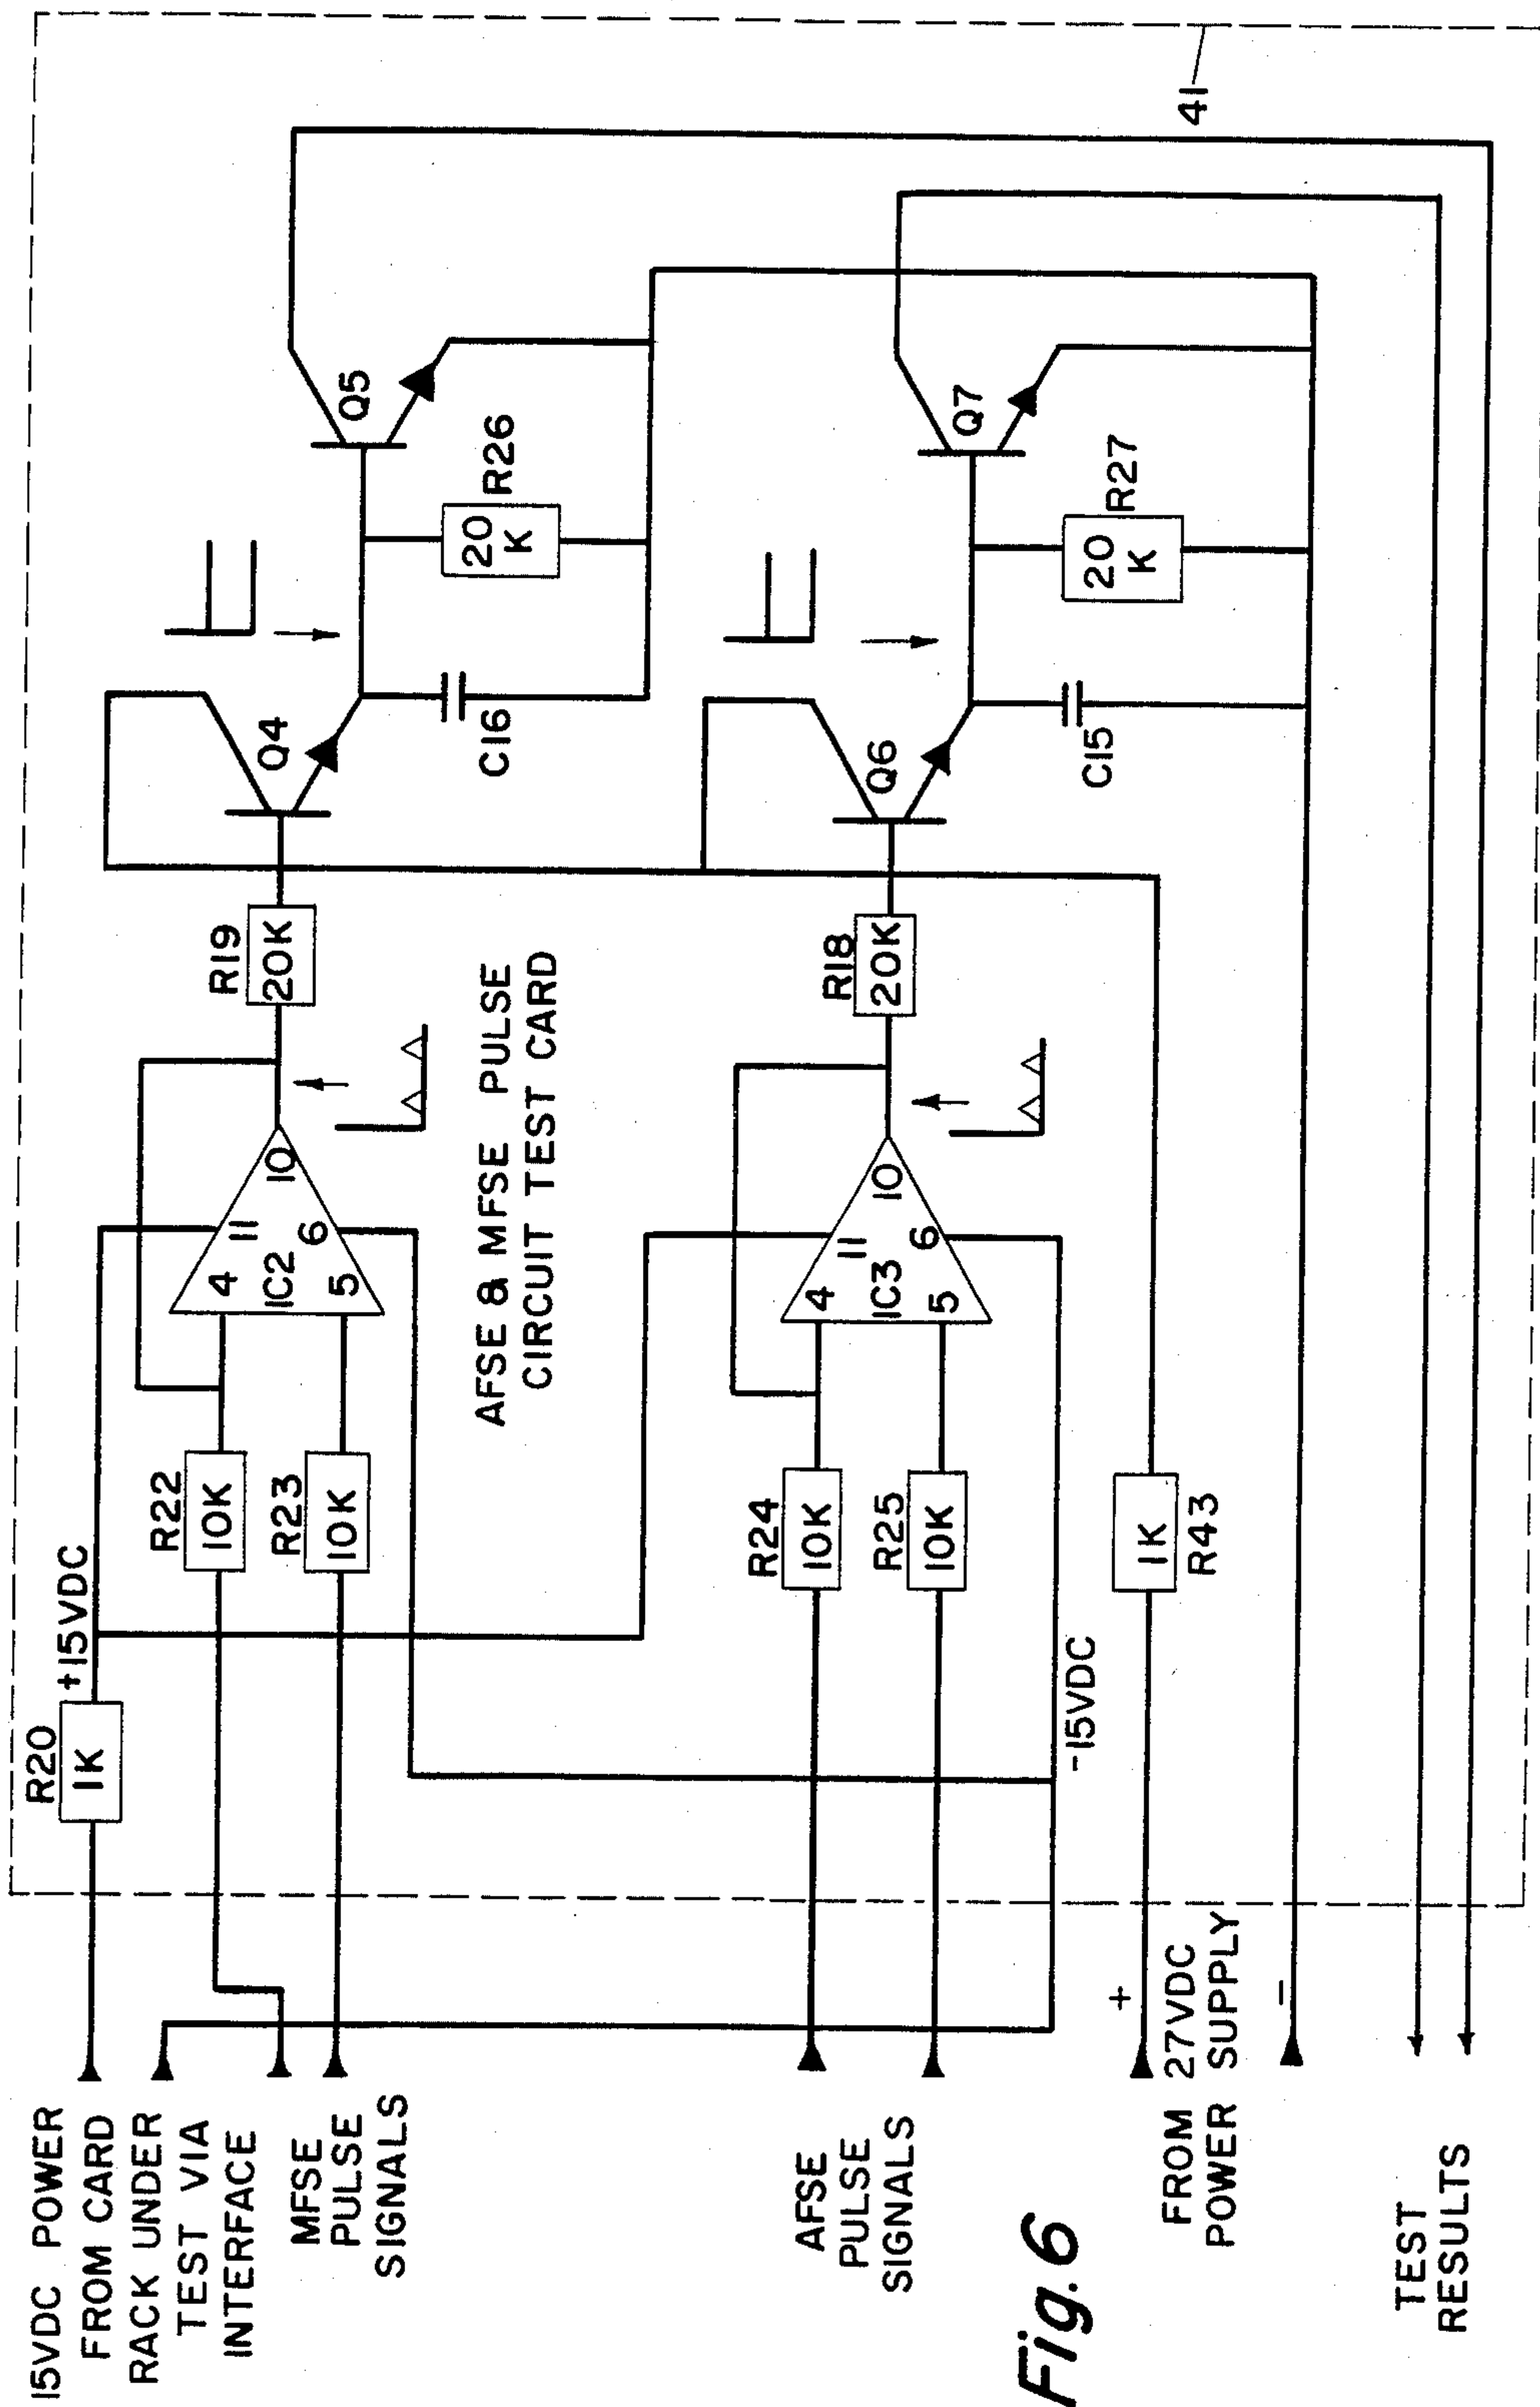 15VDC POWER
FROM CARD
RACK UNDER
TEST VIA
INTERFACE
MFSE
PULSE
SIGNALS
AFSE
PULSE
SIGNALS
FROM 27VDC
POWER SUPPLY
+
-
TEST
RESULTS
Fig. 6
R20
1K
+15VDC
R22
10K
R23
10K
4
11
IC2
10
5
6
R19
20K
Q4
C16
20
K
R26
Q5
AFSE & MFSE PULSE
CIRCUIT TEST CARD
R24
10K
R25
10K
4
11
IC3
10
5
6
R18
20K
Q6
C15
20
K
R27
Q7
-15VDC
1K
R43
41